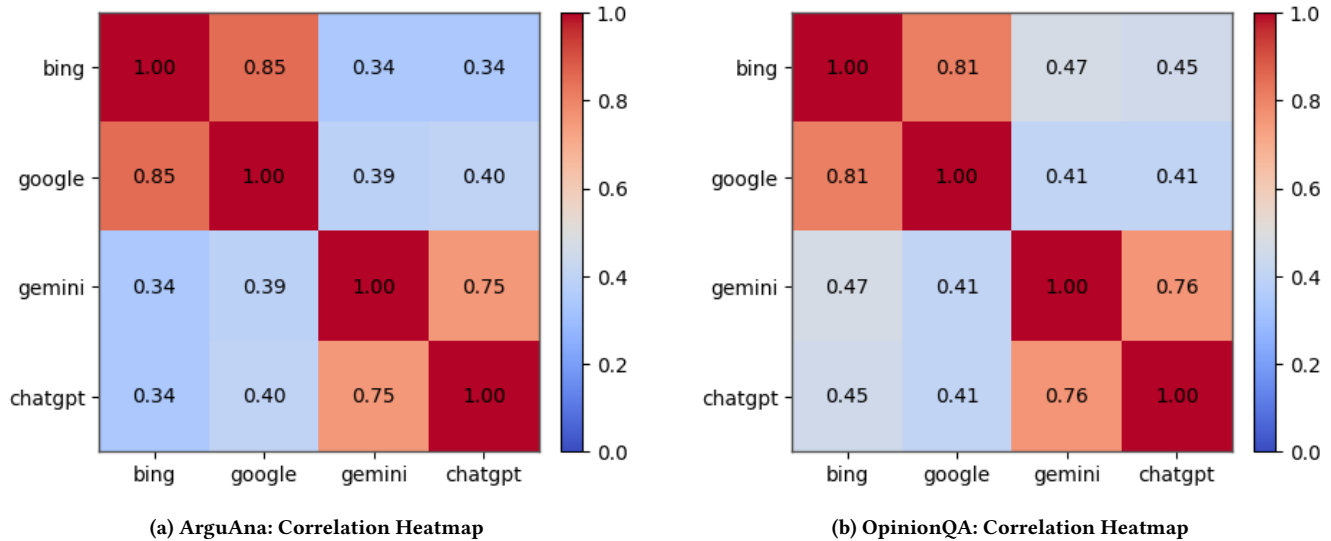 bing 1.00 0.85 0.34 0.34
google 0.85 1.00 0.39 0.40
gemini 0.34 0.39 1.00 0.75
chatgpt 0.34 0.40 0.75 1.00
bing google gemini chatgpt
1.0
0.8
0.6
0.4
0.2
0.0
(a) ArguAna: Correlation Heatmap
bing 1.00 0.81 0.47 0.45
google 0.81 1.00 0.41 0.41
gemini 0.47 0.41 1.00 0.76
chatgpt 0.45 0.41 0.76 1.00
bing google gemini chatgpt
1.0
0.8
0.6
0.4
0.2
0.0
(b) OpinionQA: Correlation Heatmap